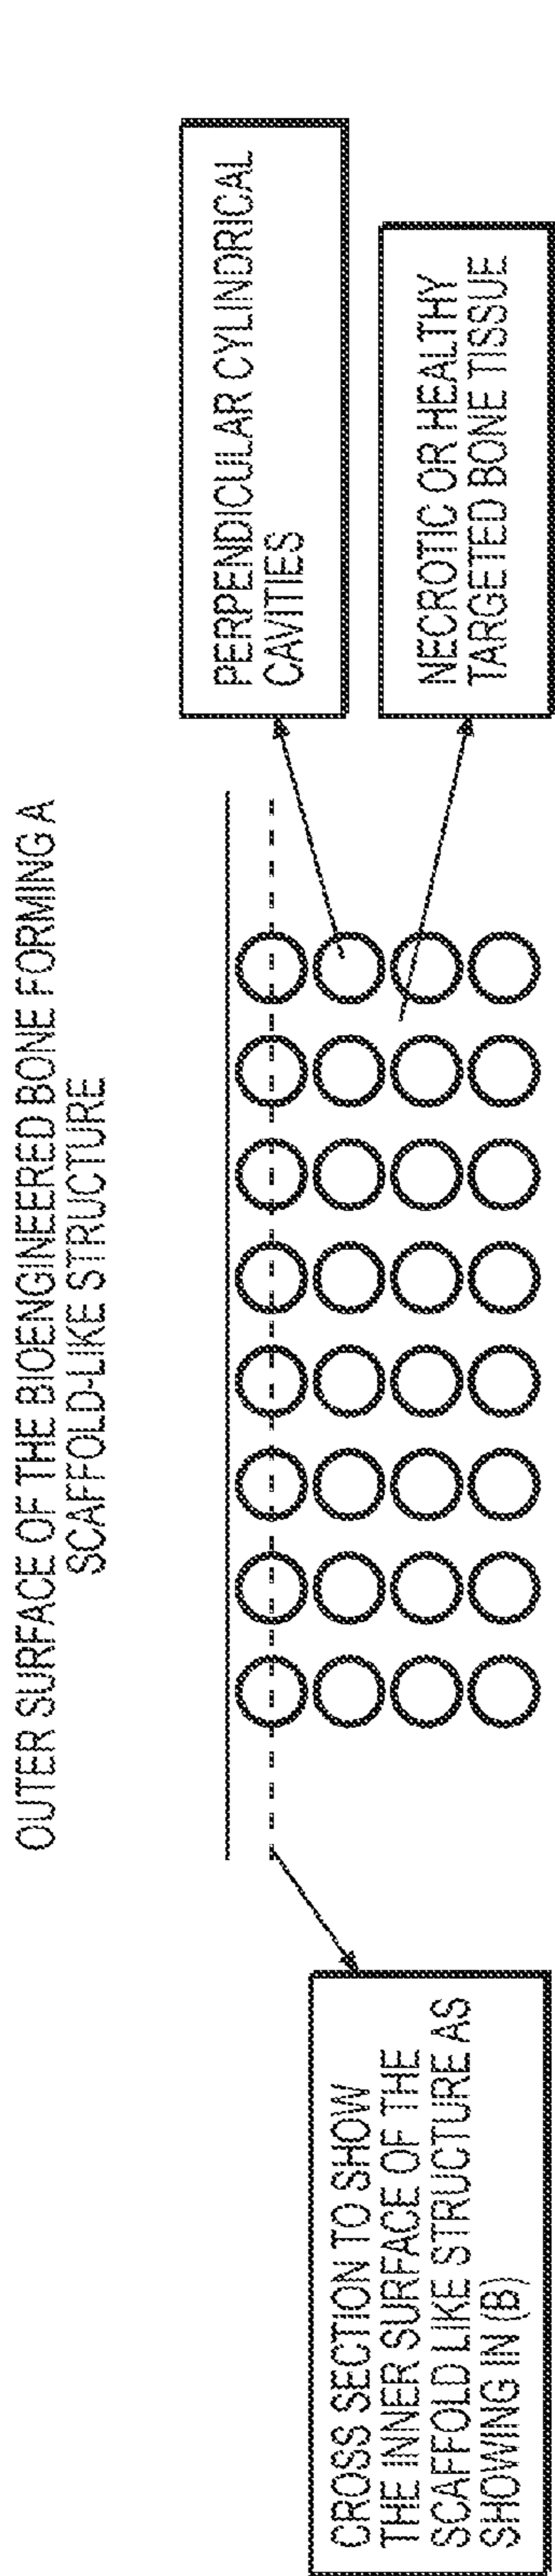 OUTER SURFACE OF THE BIOENGINEERED BONE FORMING A
SCAFFOLD-LIKE STRUCTURE
PERPENDICULAR CYLINDRICAL
CAVITIES
NECROTIC OR HEALTHY
TARGETED BONE TISSUE
CROSS SECTION TO SHOW
THE INNER SURFACE OF THE
SCAFFOLD LIKE STRUCTURE AS
SHOWING IN (B)